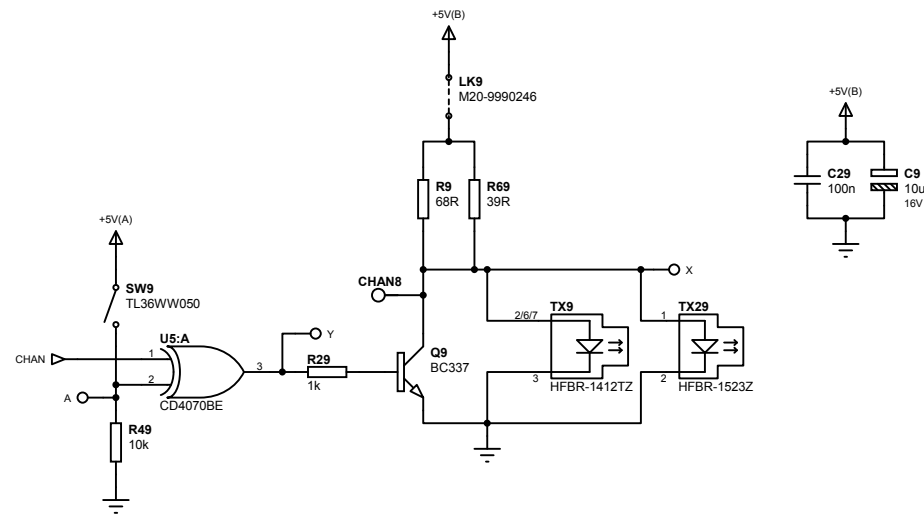 +5V(B)
LK9
M20-9990246
+5V(B)
R9
68R
R69
39R
C29
100n
C9
10u
16V
+5V(A)
SW9
TL36WW050
CHAN8
X
TX9
TX29
2/6/7
1
U5:A
Y
CHAN
1
2
3
R29
1k
Q9
BC337
3
HFBR-1412TZ
2
HFBR-1523Z
A
CD4070BE
R49
10k